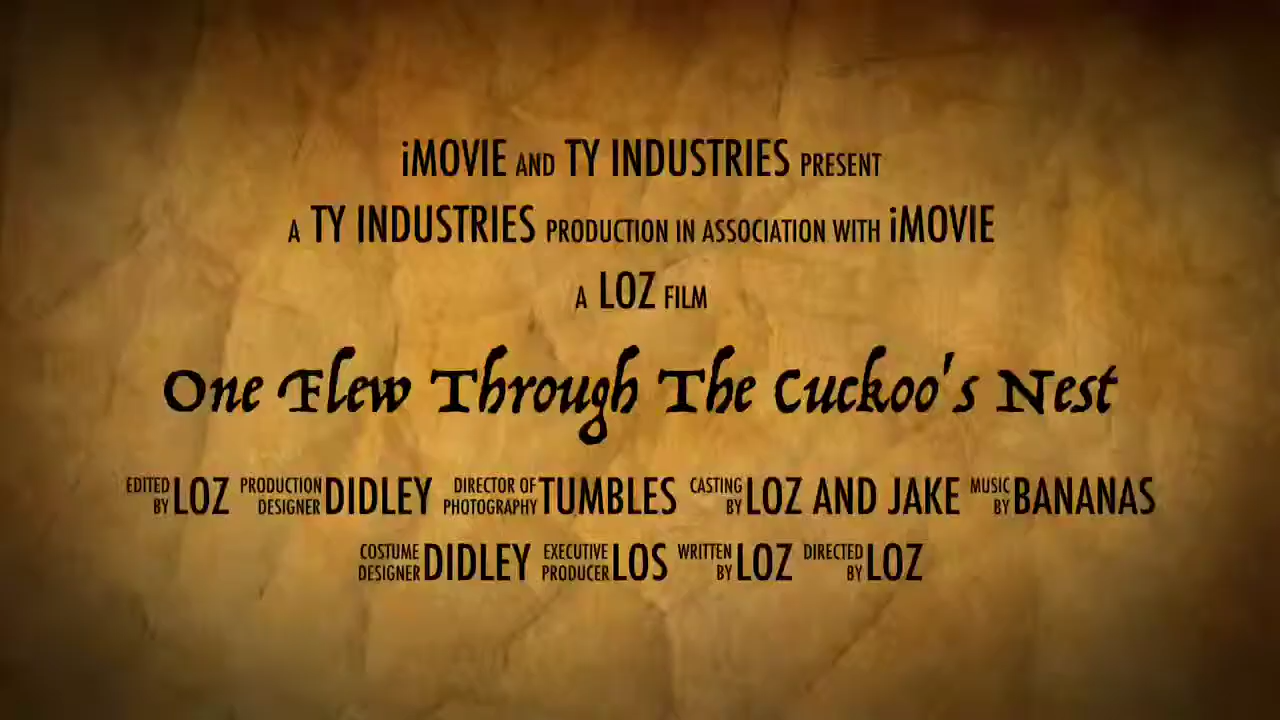 iMOVIE AND TY INDUSTRIES PRESENT
A TY INDUSTRIES PRODUCTION IN ASSOCIATION WITH iMOVIE
A LOZ FILM
One Flew Through The Cuckoo's Nest
EDITED BY LOZ PRODUCTION DESIGNER DIDLEY DIRECTOR OF PHOTOGRAPHY TUMBLES CASTING BY LOZ AND JAKE MUSIC BY BANANAS
COSTUME DESIGNER DIDLEY EXECUTIVE PRODUCER LOS WRITTEN BY LOZ DIRECTED BY LOZ